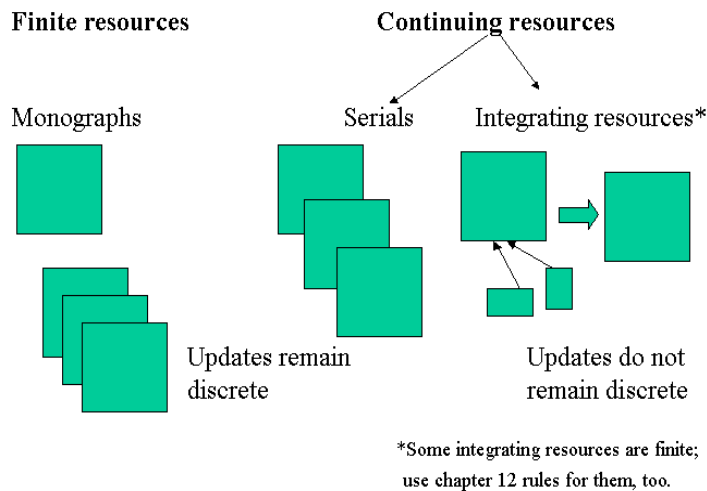 Finite resources
Continuing resources
Monographs
Serials
Integrating resources*
Updates remain
discrete
Updates do not
remain discrete
*Some integrating resources are finite;
use chapter 12 rules for them, too.